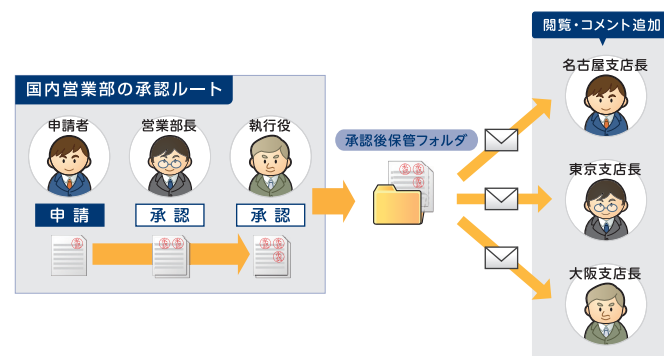 閲覧・コメント追加
国内営業部の承認ルート
申請者
営業部長
執行役
申請
承認
承認
承認後保管フォルダ
名古屋支店長
東京支店長
大阪支店長